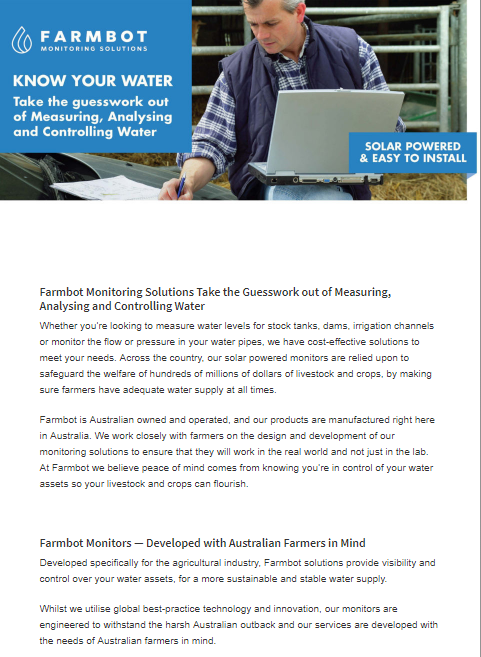 FARMBOT
MONITORING SOLUTIONS
KNOW YOUR WATER
Take the guesswork out
of Measuring, Analysing
and Controlling Water
SOLAR POWERED
& EASY TO INSTALL
Farmbot Monitoring Solutions Take the Guesswork out of Measuring,
Analysing and Controlling Water
Whether you're looking to measure water levels for stock tanks, dams, irrigation channels
or monitor the flow or pressure in your water pipes, we have cost-effective solutions to
meet your needs. Across the country, our solar powered monitors are relied upon to
safeguard the welfare of hundreds of millions of dollars of livestock and crops, by making
sure farmers have adequate water supply at all times.
Farmbot is Australian owned and operated, and our products are manufactured right here
in Australia. We work closely with farmers on the design and development of our
monitoring solutions to ensure that they will work in the real world and not just in the lab.
At Farmbot we believe peace of mind comes from knowing you're in control of your water
assets so your livestock and crops can flourish.
Farmbot Monitors — Developed with Australian Farmers in Mind
Developed specifically for the agricultural industry, Farmbot solutions provide visibility and
control over your water assets, for a more sustainable and stable water supply.
Whilst we utilise global best-practice technology and innovation, our monitors are
engineered to withstand the harsh Australian outback and our services are developed with
the needs of Australian farmers in mind.